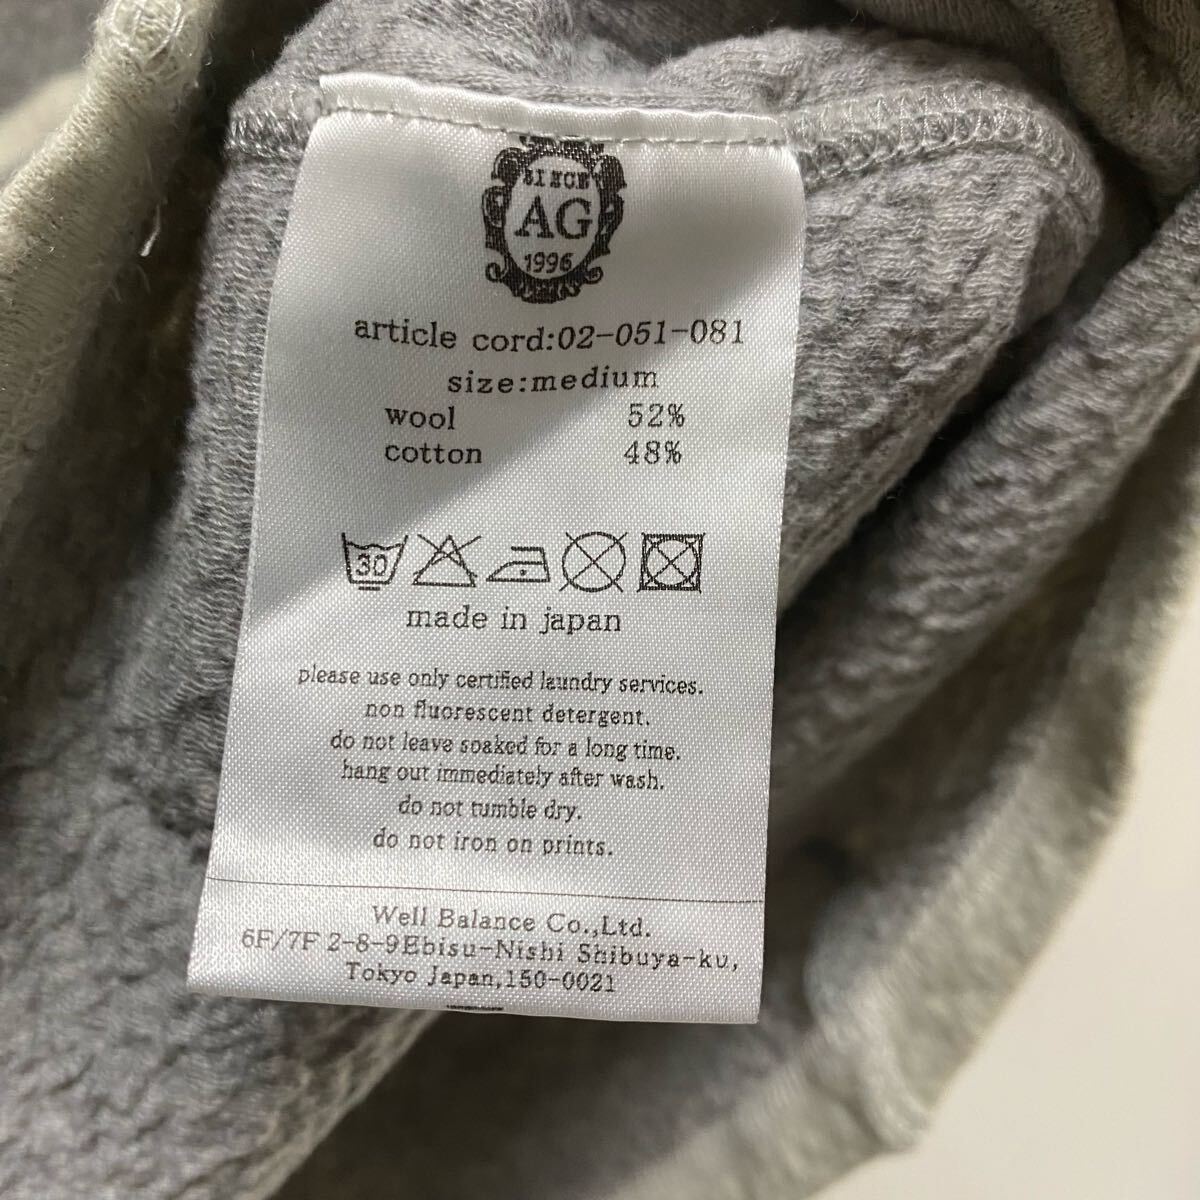 SINCE
AG
1996
article cord:02-051-081
size:medium
wool 52%
cotton 48%
30
made in japan
please use only certified laundry services.
non fluorescent detergent.
do not leave soaked for a long time.
hang out immediately after wash.
do not tumble dry.
do not iron on prints.
Well Balance Co.,Ltd.
6F/7F 2-8-9Ebisu-Nishi Shibuya-ku,
Tokyo Japan,150-0021